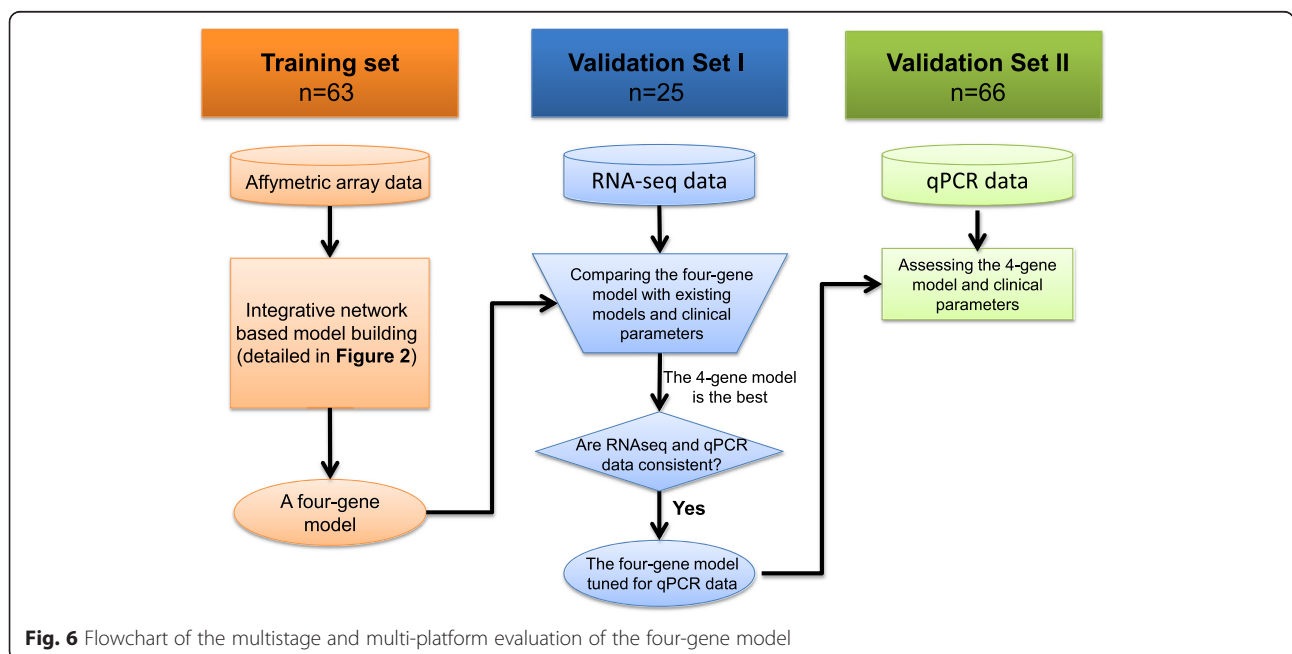 Training set
n=63
Affymetric array data
Integrative network
based model building
(detailed in Figure 2)
A four-gene
model
Validation Set I
n=25
RNA-seq data
Comparing the four-gene
model with existing
models and clinical
parameters
The 4-gene model
is the best
Are RNAseq and qPCR
data consistent?
Yes
The four-gene model
tuned for qPCR data
Validation Set II
n=66
qPCR data
Assessing the 4-gene
model and clinical
parameters
Fig. 6 Flowchart of the multistage and multi-platform evaluation of the four-gene model